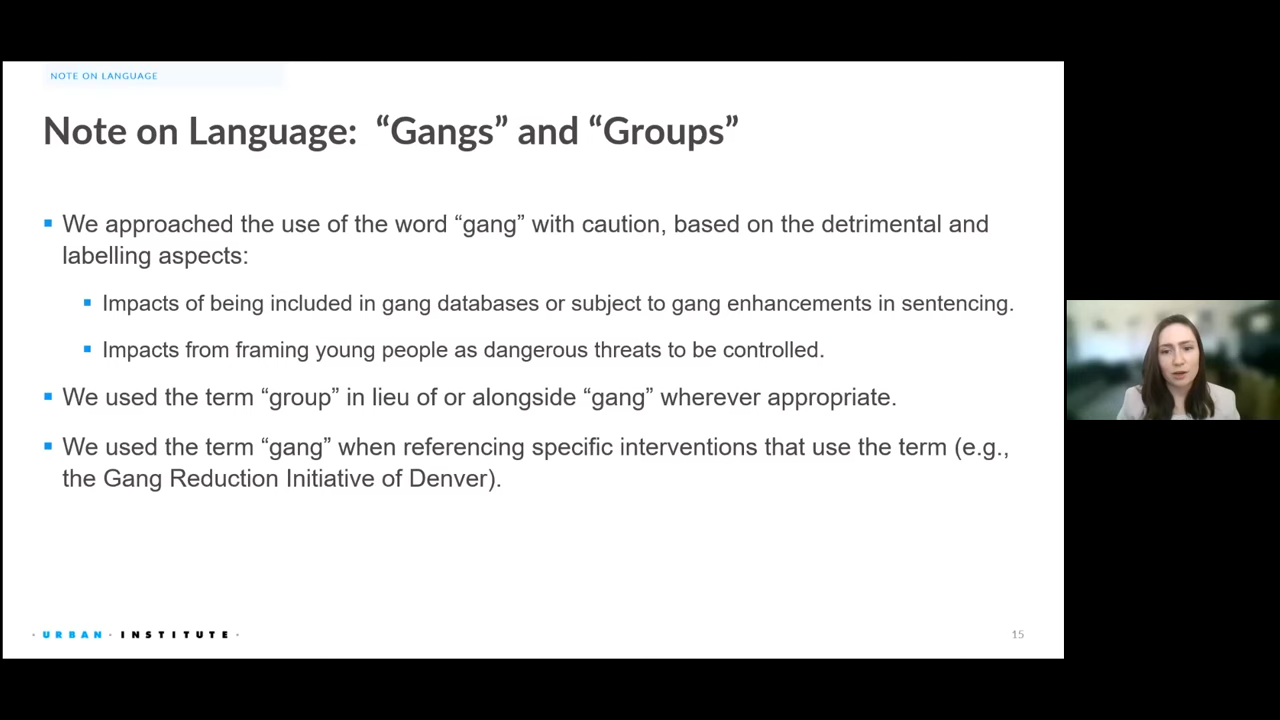 NOTE ON LANGUAGE
Note on Language: “Gangs” and “Groups”
▪ We approached the use of the word “gang” with caution, based on the detrimental and
labelling aspects:
▪ Impacts of being included in gang databases or subject to gang enhancements in sentencing.
▪ Impacts from framing young people as dangerous threats to be controlled.
▪ We used the term “group” in lieu of or alongside “gang” wherever appropriate.
▪ We used the term “gang” when referencing specific interventions that use the term (e.g.,
the Gang Reduction Initiative of Denver).
· URBAN · INSTITUTE ·
15